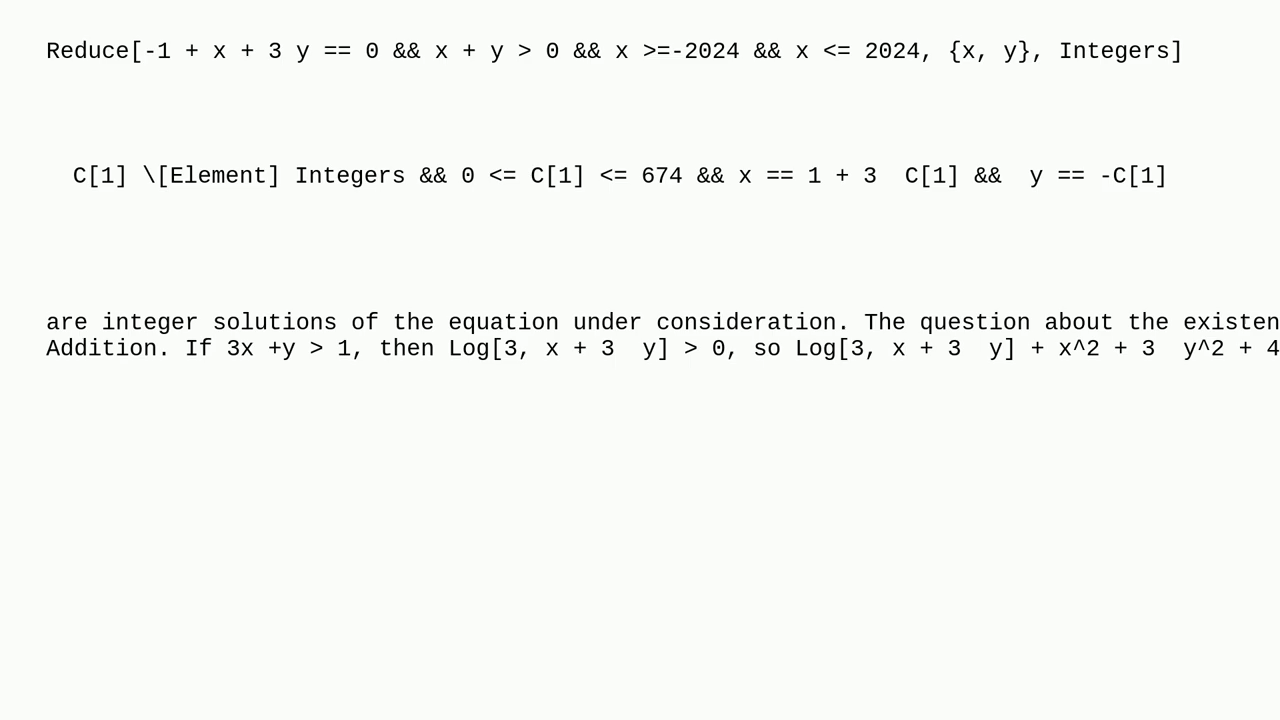 Reduce[-1 + x + 3 y == 0 && x + y > 0 && x >=-2024 && x <= 2024, {x, y}, Integers]
C[1] \[Element] Integers && 0 <= C[1] <= 674 && x == 1 + 3  C[1] &&  y == -C[1]
are integer solutions of the equation under consideration. The question about the existen
Addition. If 3x +y > 1, then Log[3, x + 3  y] > 0, so Log[3, x + 3  y] + x^2 + 3  y^2 + 4